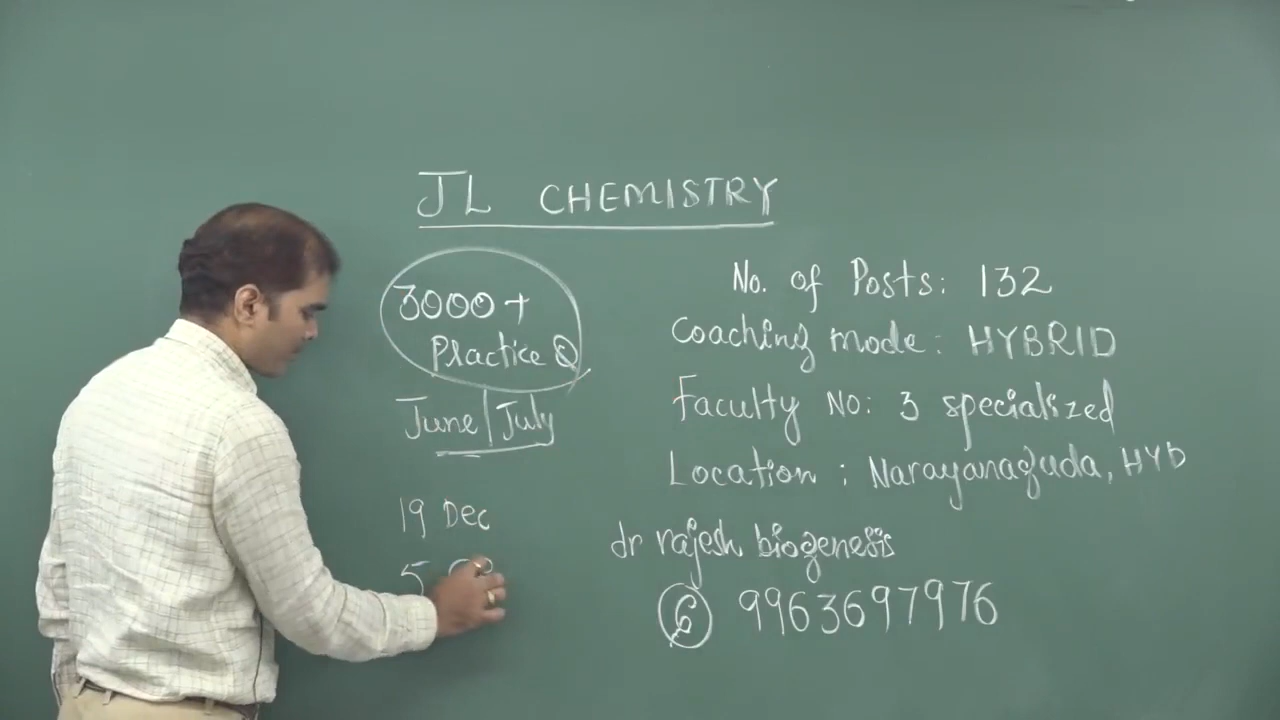 JL CHEMISTRY
3000+
Practice Q
June/July
19 Dec
5
No. of Posts: 132
Coaching mode: HYBRID
Faculty No: 3 specialized
Location : Narayanaguda, HYD
dr rajesh biogenesis
9963697976